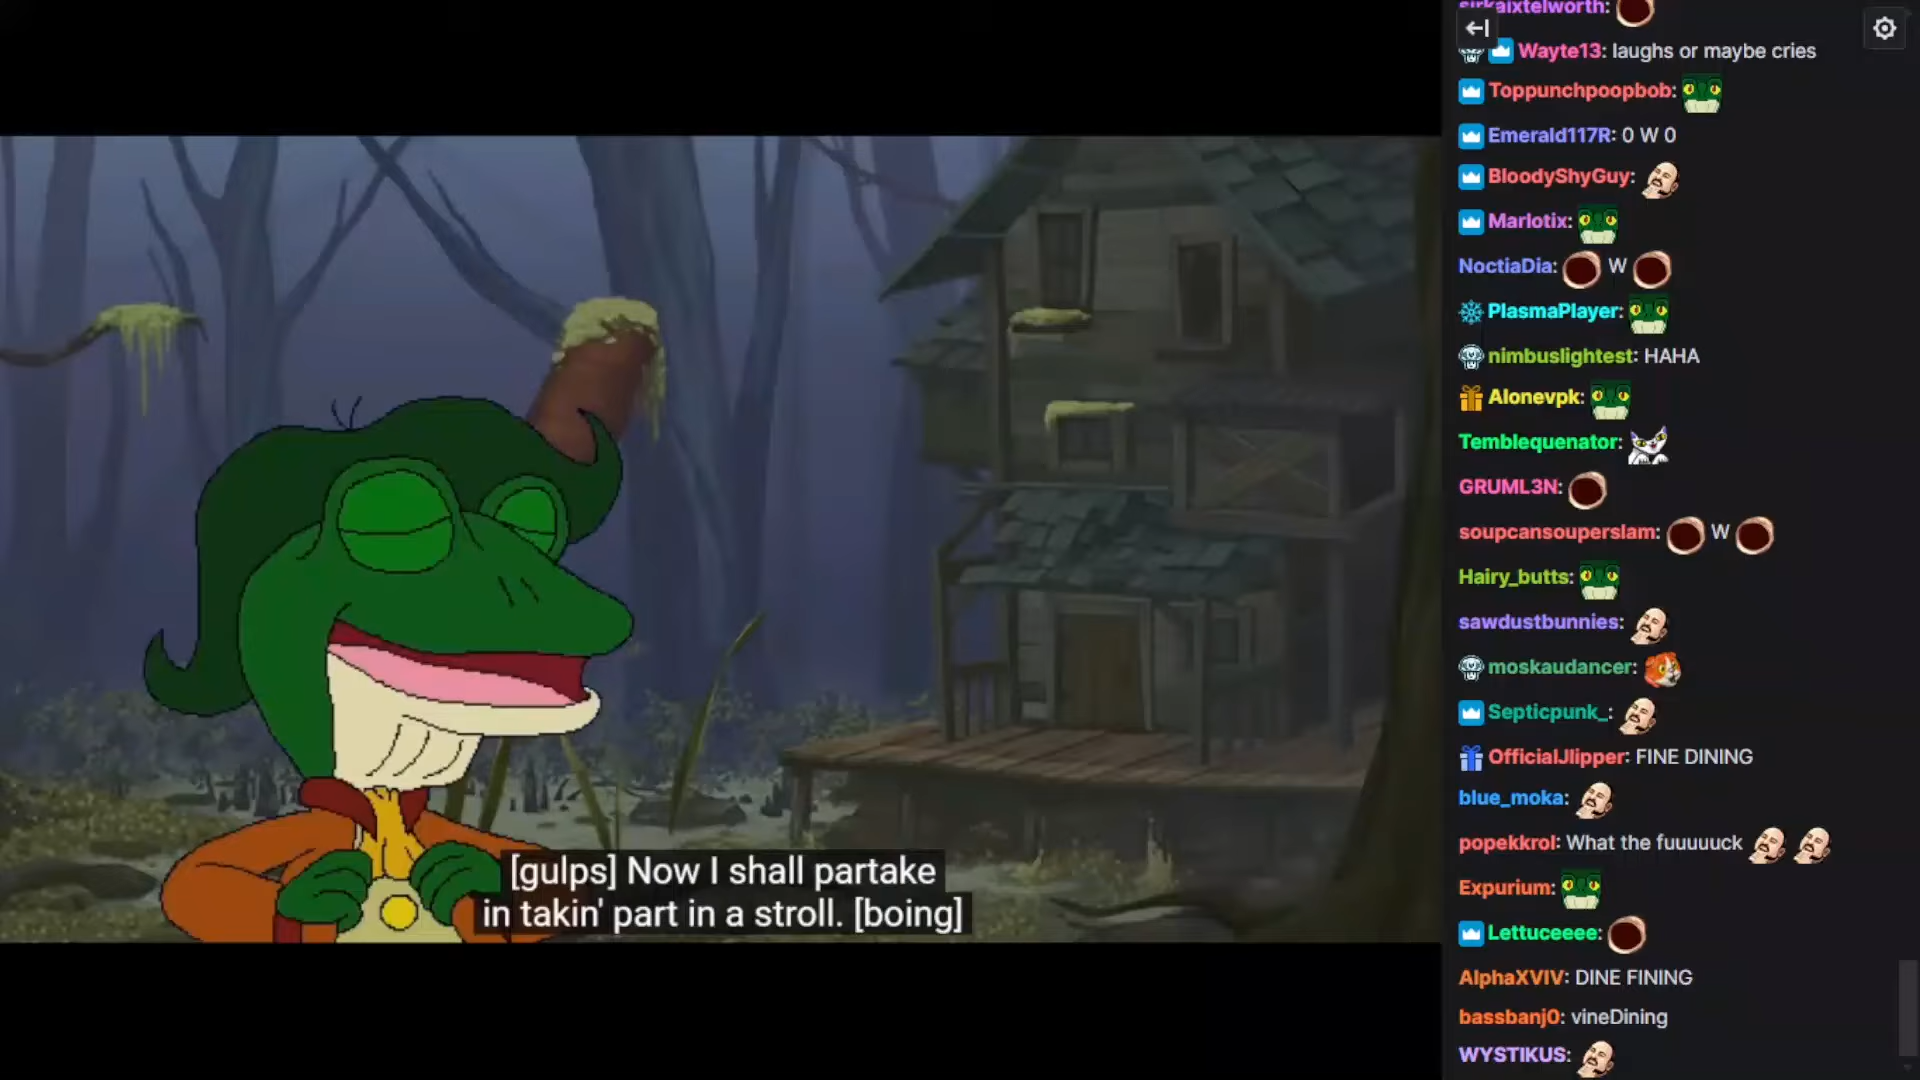 [gulps] Now I shall partake
in takin' part in a stroll. [boing]
sirkaixtelworth:
Wayte13: laughs or maybe cries
Toppunchpoopbob:
Emerald117R: 0 W 0
BloodyShyGuy:
Marlotix:
NoctiaDia: W
PlasmaPlayer:
nimbuslightest: HAHA
Alonevpk:
Temblequenator:
GRUML3N:
soupcansouperslam: W
Hairy_butts:
sawdustbunnies:
moskaudancer:
Septicpunk_:
OfficialJlipper: FINE DINING
blue_moka:
popekkrol: What the fuuuuuck
Expurium:
Lettuceeee:
AlphaXVIV: DINE FINING
bassbanj0: vineDining
WYSTIKUS: